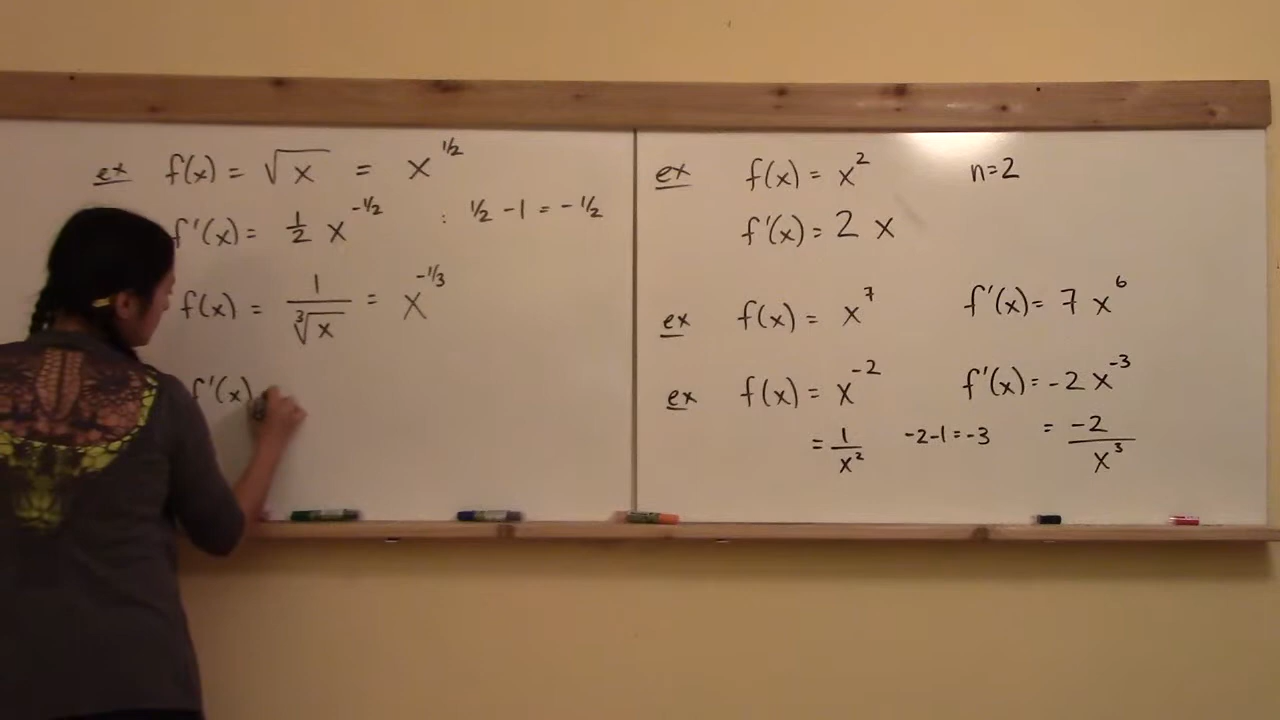 ex f(x) = √x = x^1/2
f'(x) = 1/2 x^-1/2 : 1/2 - 1 = -1/2
f(x) = 1/∛x = x^-1/3
f'(x)
ex f(x) = x^2 n=2
f'(x) = 2 x
ex f(x) = x^7 f'(x) = 7 x^6
ex f(x) = x^-2 f'(x) = -2 x^-3
= 1/x^2 -2-1=-3 = -2/x^3